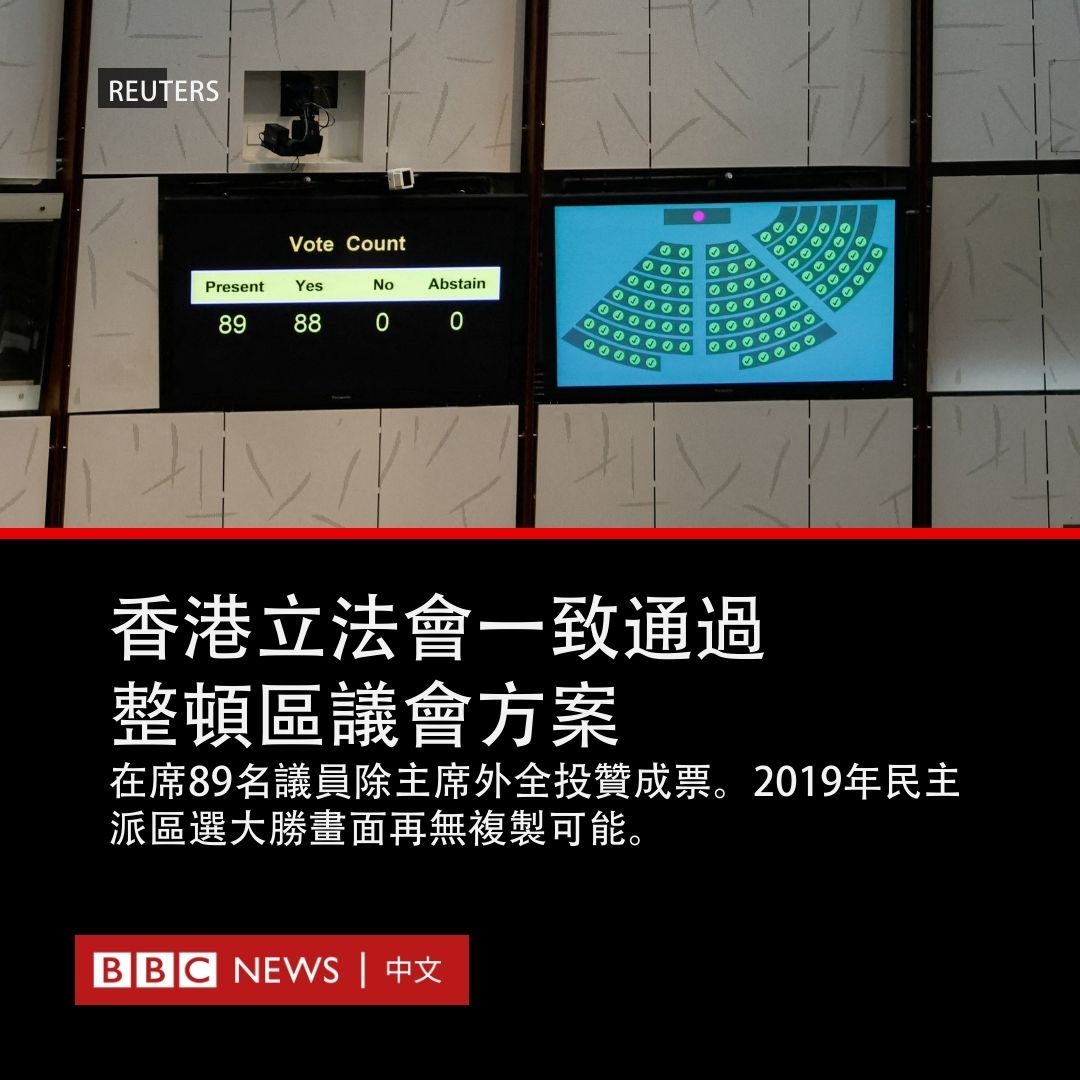 REUTERS
Vote Count
Present Yes No Abstain
89 88 0 0
香港立法會一致通過
整頓區議會方案
在席89名議員除主席外全投贊成票。2019年民主
派區選大勝畫面再無複製可能。
BBC NEWS | 中文